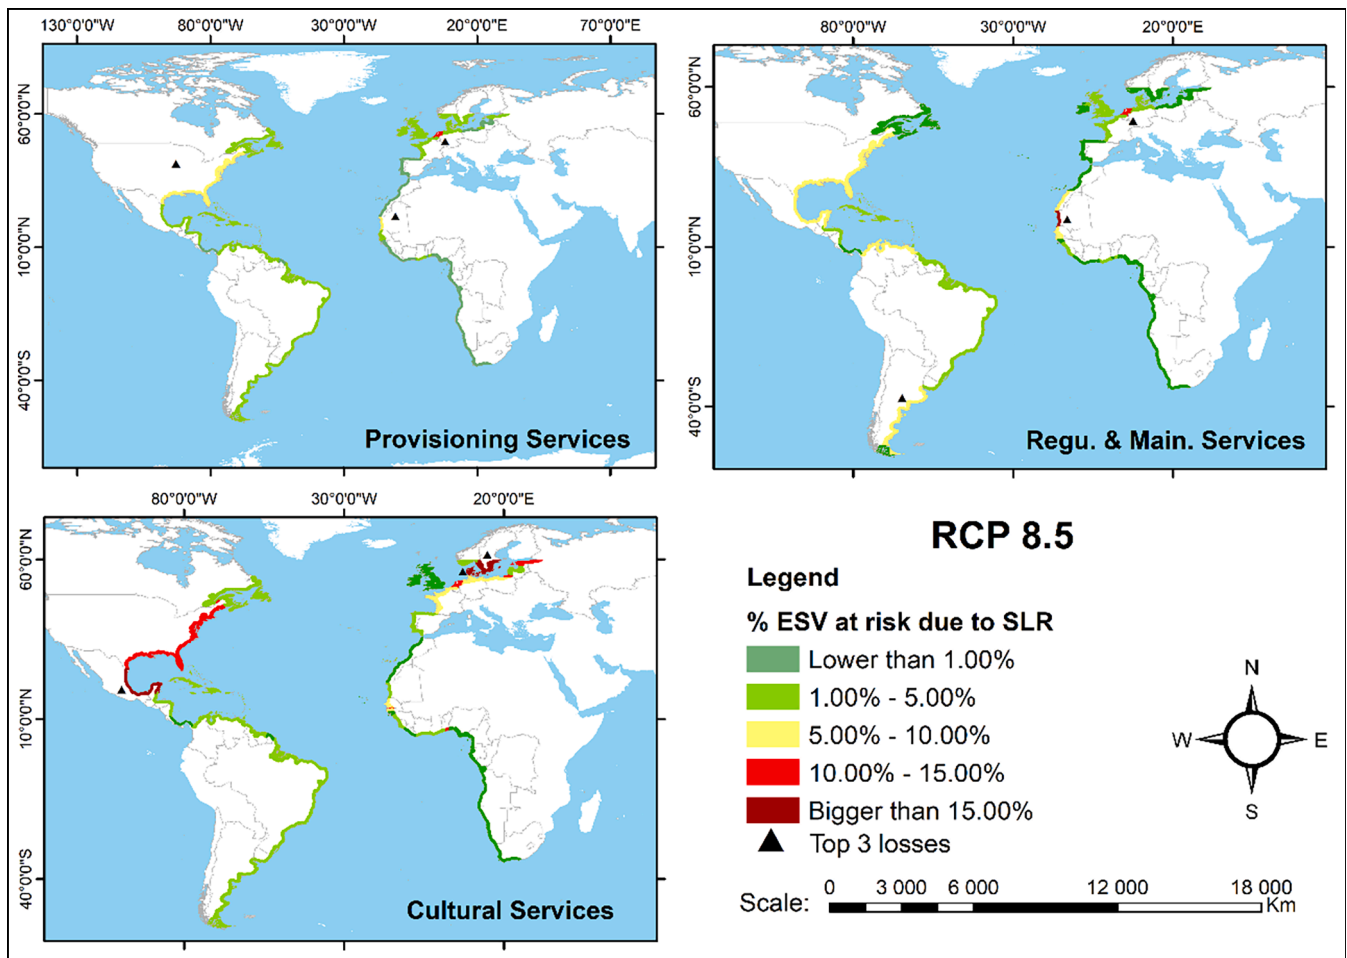 130°0'0"W 80°0'0"W 30°0'0"W 20°0'0"E 70°0'0"E
60°0'0"N
10°0'0"N
40°0'0"S
Provisioning Services
80°0'0"W 30°0'0"W 20°0'0"E
60°0'0"N
10°0'0"N
40°0'0"S
Regu. & Main. Services
80°0'0"W 30°0'0"W 20°0'0"E
60°0'0"N
10°0'0"N
40°0'0"S
Cultural Services
RCP 8.5
Legend
% ESV at risk due to SLR
Lower than 1.00%
1.00% - 5.00%
5.00% - 10.00%
10.00% - 15.00%
Bigger than 15.00%
Top 3 losses
N
W E
S
Scale: 0 3 000 6 000 12 000 18 000
Km